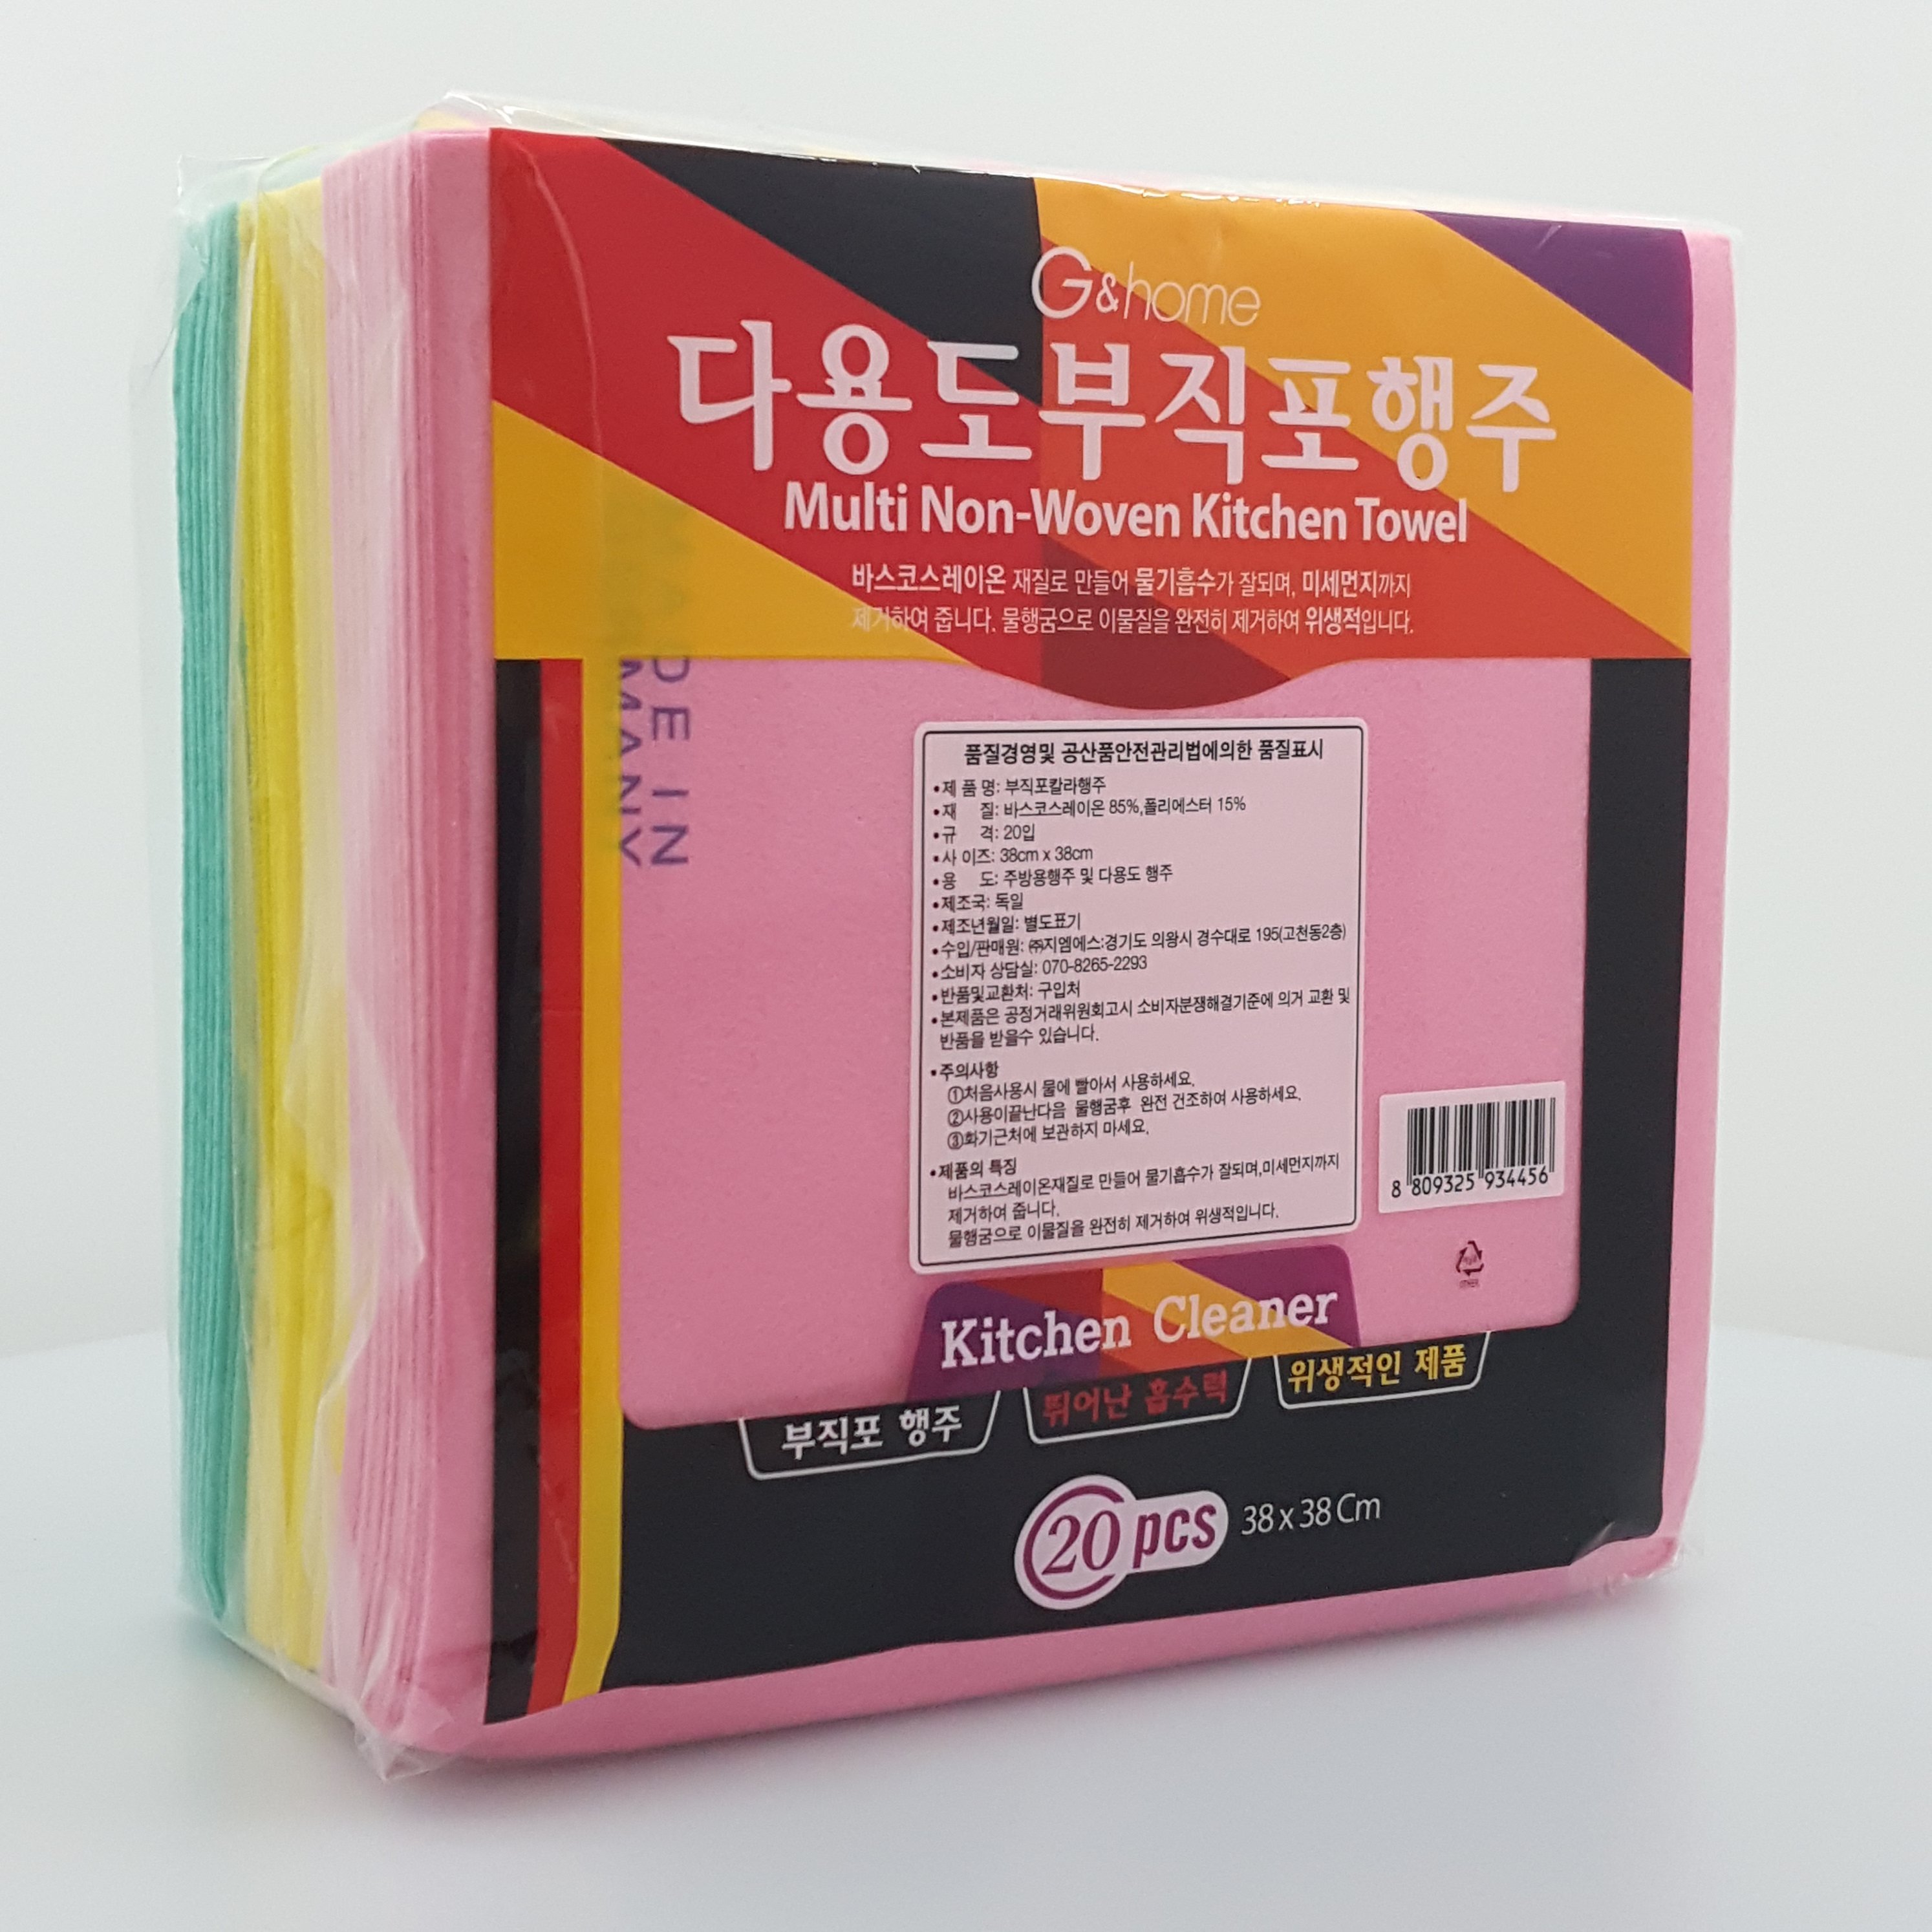 G&home
다용도부직포행주
Multi Non-Woven Kitchen Towel
바스코스레이온 재질로 만들어 물기흡수가 잘되며, 미세먼지까지
제거하여 줍니다. 물행굼으로 이물질을 완전히 제거하여 위생적입니다.
MADE IN
MANY
품질경영및 공산품안전관리법에의한 품질표시
•제 품 명: 부직포칼라행주
•재 질: 바스코스레이온 85%,폴리에스터 15%
•규 격: 20입
•사 이즈: 38cm x 38cm
•용 도: 주방용행주 및 다용도 행주
•제조국: 독일
•제조년월일: 별도표기
•수입/판매원: ㈜지엠에스:경기도 의왕시 경수대로 195(고천동2층)
•소비자 상담실: 070-8265-2293
•반품및교환처: 구입처
•본제품은 공정거래위원회고시 소비자분쟁해결기준에 의거 교환 및
반품을 받을수 있습니다.
•주의사항
①처음사용시 물에 빨아서 사용하세요.
②사용이끝난다음 물행굼후 완전 건조하여 사용하세요.
③화기근처에 보관하지 마세요.
•제품의 특징
바스코스레이온재질로 만들어 물기흡수가 잘되며,미세먼지까지
제거하여 줍니다.
물행굼으로 이물질을 완전히 제거하여 위생적입니다.
8 809325 934456
OTHER
Kitchen Cleaner
부직포 행주
뛰어난 흡수력
위생적인 제품
20 pcs 38 x 38 Cm